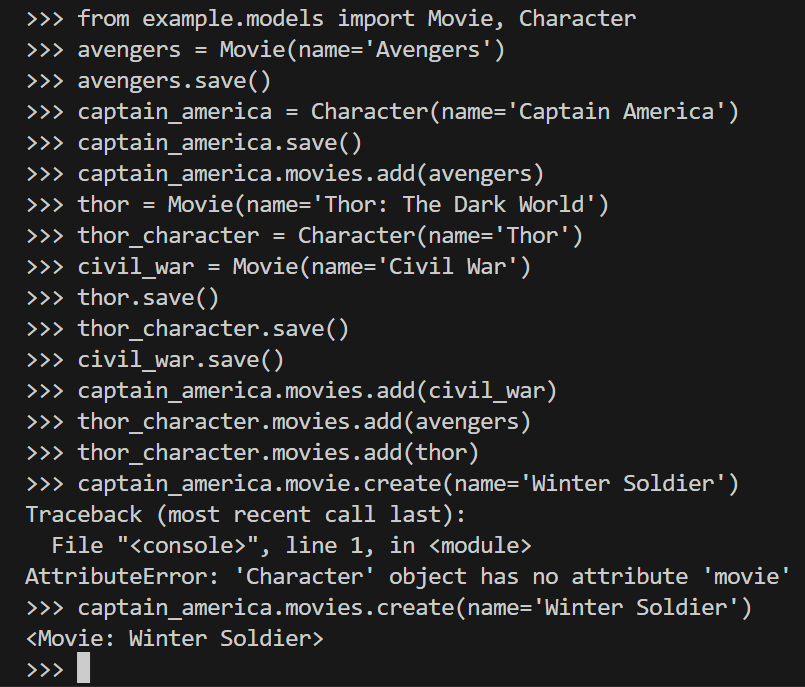 >>> from example.models import Movie, Character
>>> avengers = Movie(name='Avengers')
>>> avengers.save()
>>> captain_america = Character(name='Captain America')
>>> captain_america.save()
>>> captain_america.movies.add(avengers)
>>> thor = Movie(name='Thor: The Dark World')
>>> thor_character = Character(name='Thor')
>>> civil_war = Movie(name='Civil War')
>>> thor.save()
>>> thor_character.save()
>>> civil_war.save()
>>> captain_america.movies.add(civil_war)
>>> thor_character.movies.add(avengers)
>>> thor_character.movies.add(thor)
>>> captain_america.movie.create(name='Winter Soldier')
Traceback (most recent call last):
  File "<console>", line 1, in <module>
AttributeError: 'Character' object has no attribute 'movie'
>>> captain_america.movies.create(name='Winter Soldier')
<Movie: Winter Soldier>
>>>